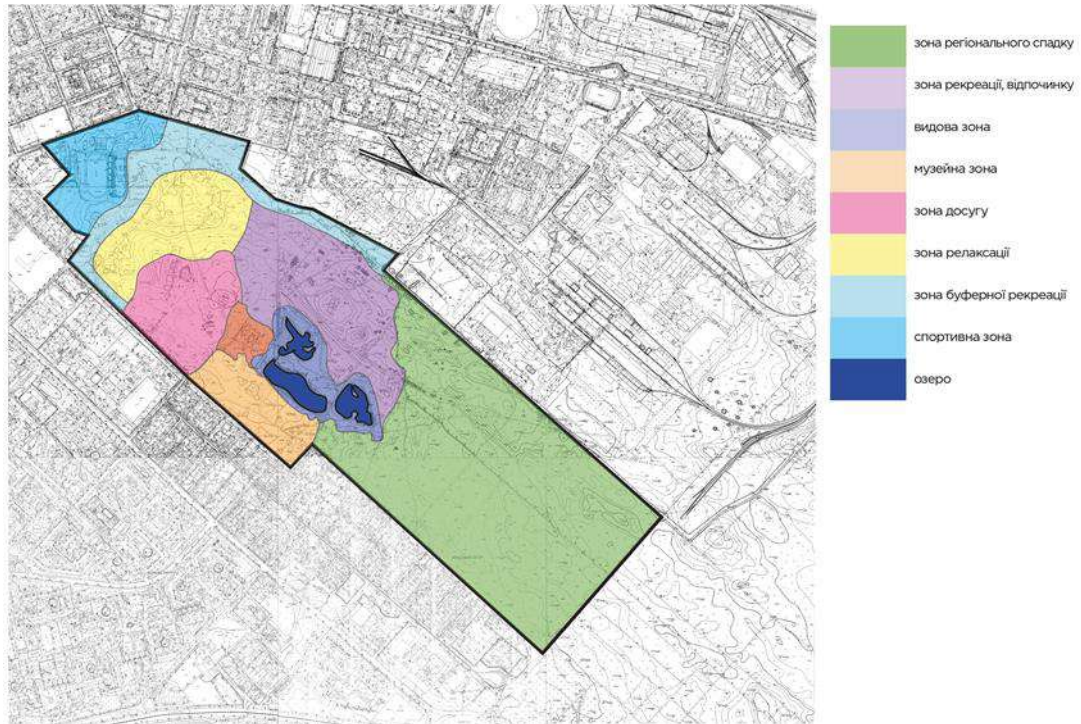 зона регіонального спадку
зона рекреації, відпочинку
видова зона
музейна зона
зона досугу
зона релаксації
зона буферної рекреації
спортивна зона
озеро